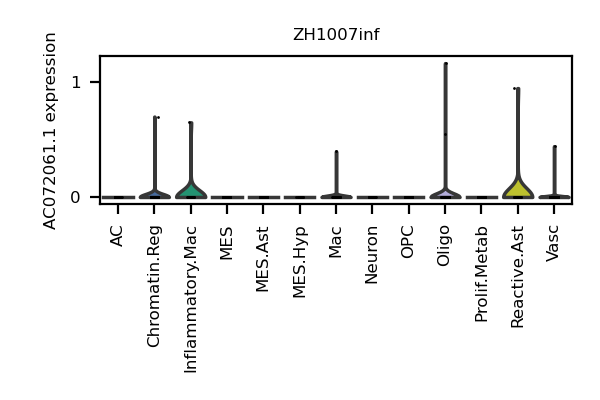 ZH1007inf
AC072061.1 expression
1
0
AC
Chromatin.Reg
Inflammatory.Mac
MES
MES.Ast
MES.Hyp
Mac
Neuron
OPC
Oligo
Prolif.Metab
Reactive.Ast
Vasc